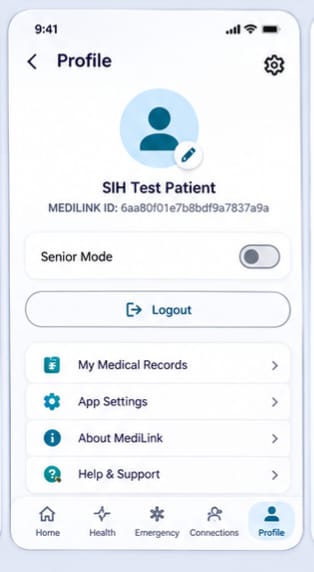 9:41
Profile
SIH Test Patient
MEDILINK ID: 6aa80f01e7b8bdf9a7837a9a
Senior Mode
Logout
My Medical Records
App Settings
About MediLink
Help & Support
Home Health Emergency Connections Profile